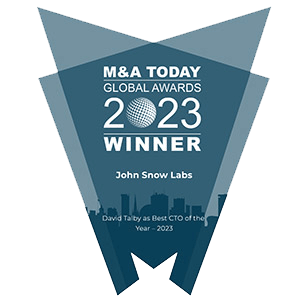 M&A TODAY
GLOBAL AWARDS
2023
WINNER
John Snow Labs
David Talby as Best CTO of the
Year - 2023